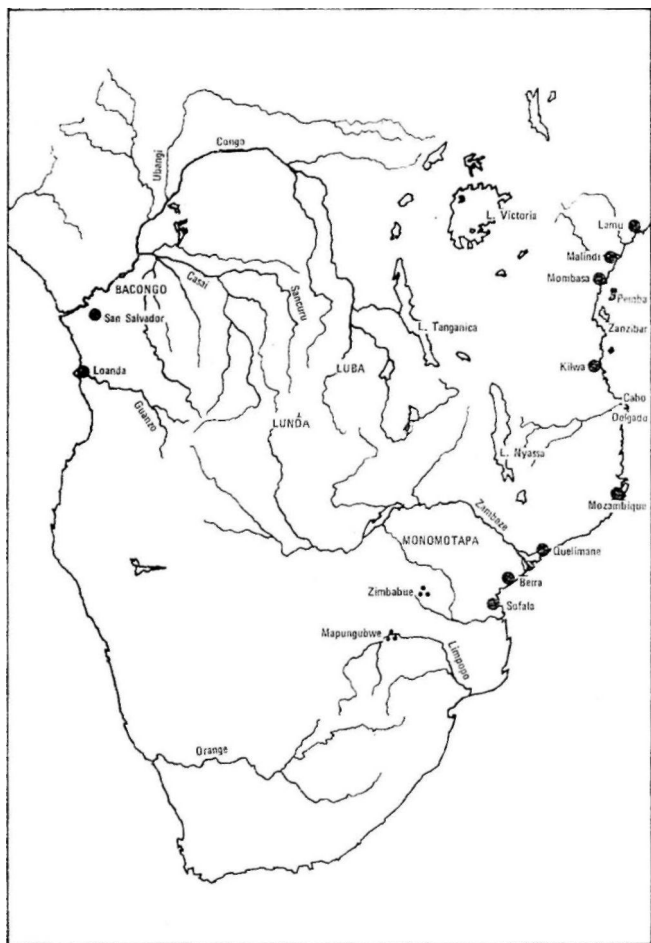 Ubangi
Congo
L. Victoria
Lamu
Malindi
Mombasa
Pemba
Zanzibar
BACONGO
Casai
Sancuru
San Salvador
L. Tanganica
Loanda
LUBA
Kilwa
Cabo
Delgado
Guanzo
LUNDA
L. Nyassa
Mozambique
Zambeze
MONOMOTAPA
Quelimane
Beira
Zimbabue
Sofala
Mapungubwe
Limpopo
Orange